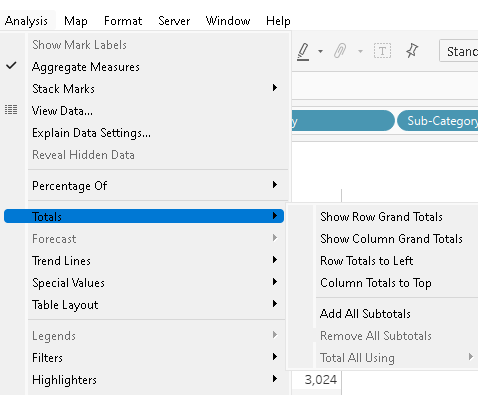 Analysis Map Format Server Window Help
Show Mark Labels
Aggregate Measures
Stack Marks
View Data...
Explain Data Settings...
Reveal Hidden Data
Percentage Of
Totals
Forecast
Trend Lines
Special Values
Table Layout
Legends
Filters
Highlighters
T
Stanc
y
Sub-Category
Show Row Grand Totals
Show Column Grand Totals
Row Totals to Left
Column Totals to Top
Add All Subtotals
Remove All Subtotals
Total All Using
3,024